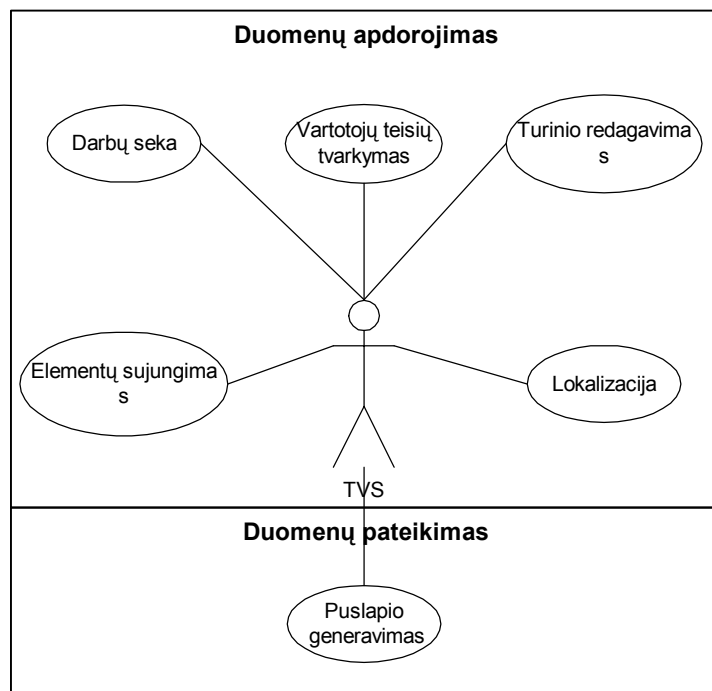 Duomenų apdorojimas
Darbų seka
Vartotojų teisių
tvarkymas
Turinio redagavima
s
Elementų sujungima
s
Lokalizacija
TVS
Duomenų pateikimas
Puslapio
generavimas